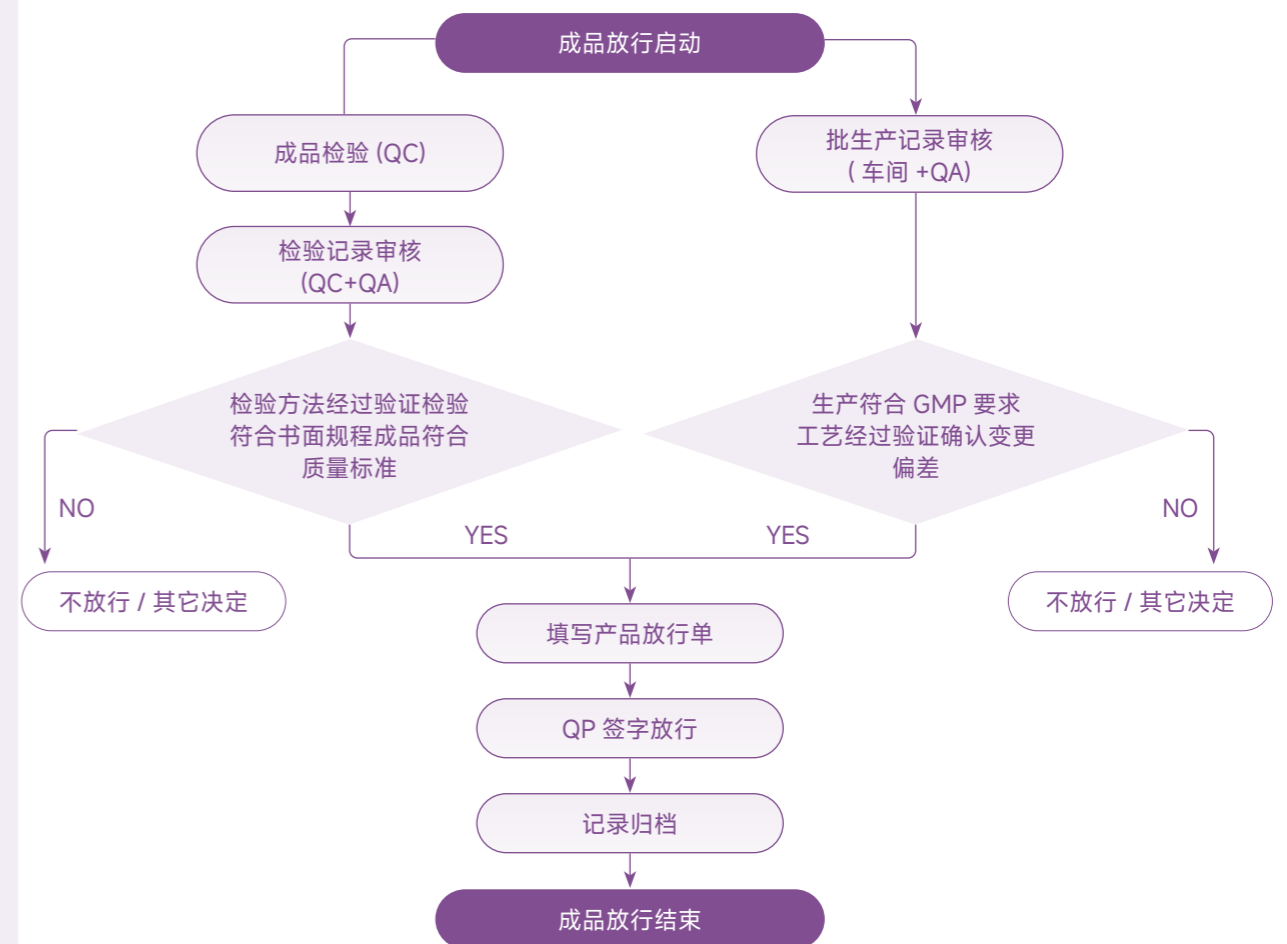 成品放行启动
成品检验 (QC)
批生产记录审核
( 车间 +QA)
检验记录审核
(QC+QA)
检验方法经过验证检验
符合书面规程成品符合
质量标准
生产符合 GMP 要求
工艺经过验证确认变更
偏差
NO
YES
YES
NO
不放行 / 其它决定
不放行 / 其它决定
填写产品放行单
QP 签字放行
记录归档
成品放行结束